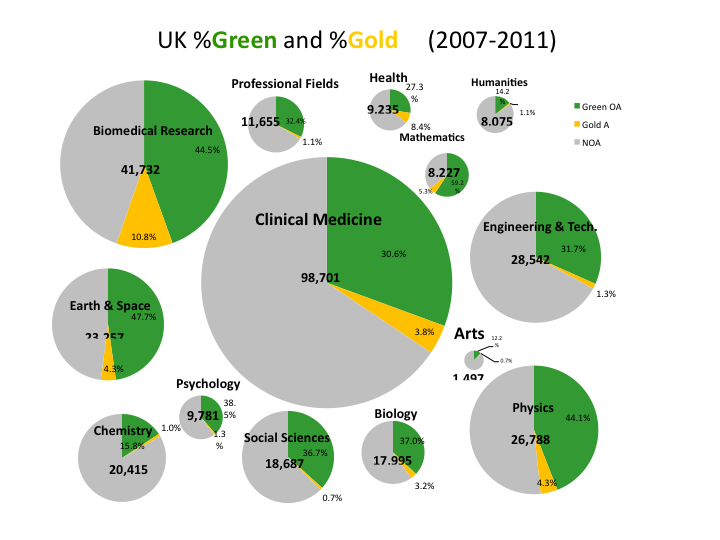 UK %Green and %Gold (2007-2011)
Professional Fields
11,655
32.4%
1.1%
Health
27.3
%
9.235
8.4%
Humanities
14.2
%
1.1%
8.075
Green OA
Gold A
NOA
Biomedical Research
44.5%
41,732
10.8%
Mathematics
8.227
59.2
%
5.3%
Clinical Medicine
30.6%
98,701
3.8%
Engineering & Tech.
31.7%
28,542
1.3%
Earth & Space
47.7%
23,257
4.3%
Arts
12.2
%
0.7%
1,497
Psychology
38.
5%
9,781
1.3
%
Chemistry
1.0%
15.8%
20,415
Social Sciences
36.7%
18,687
0.7%
Biology
37.0%
17.995
3.2%
Physics
44.1%
26,788
4.3%